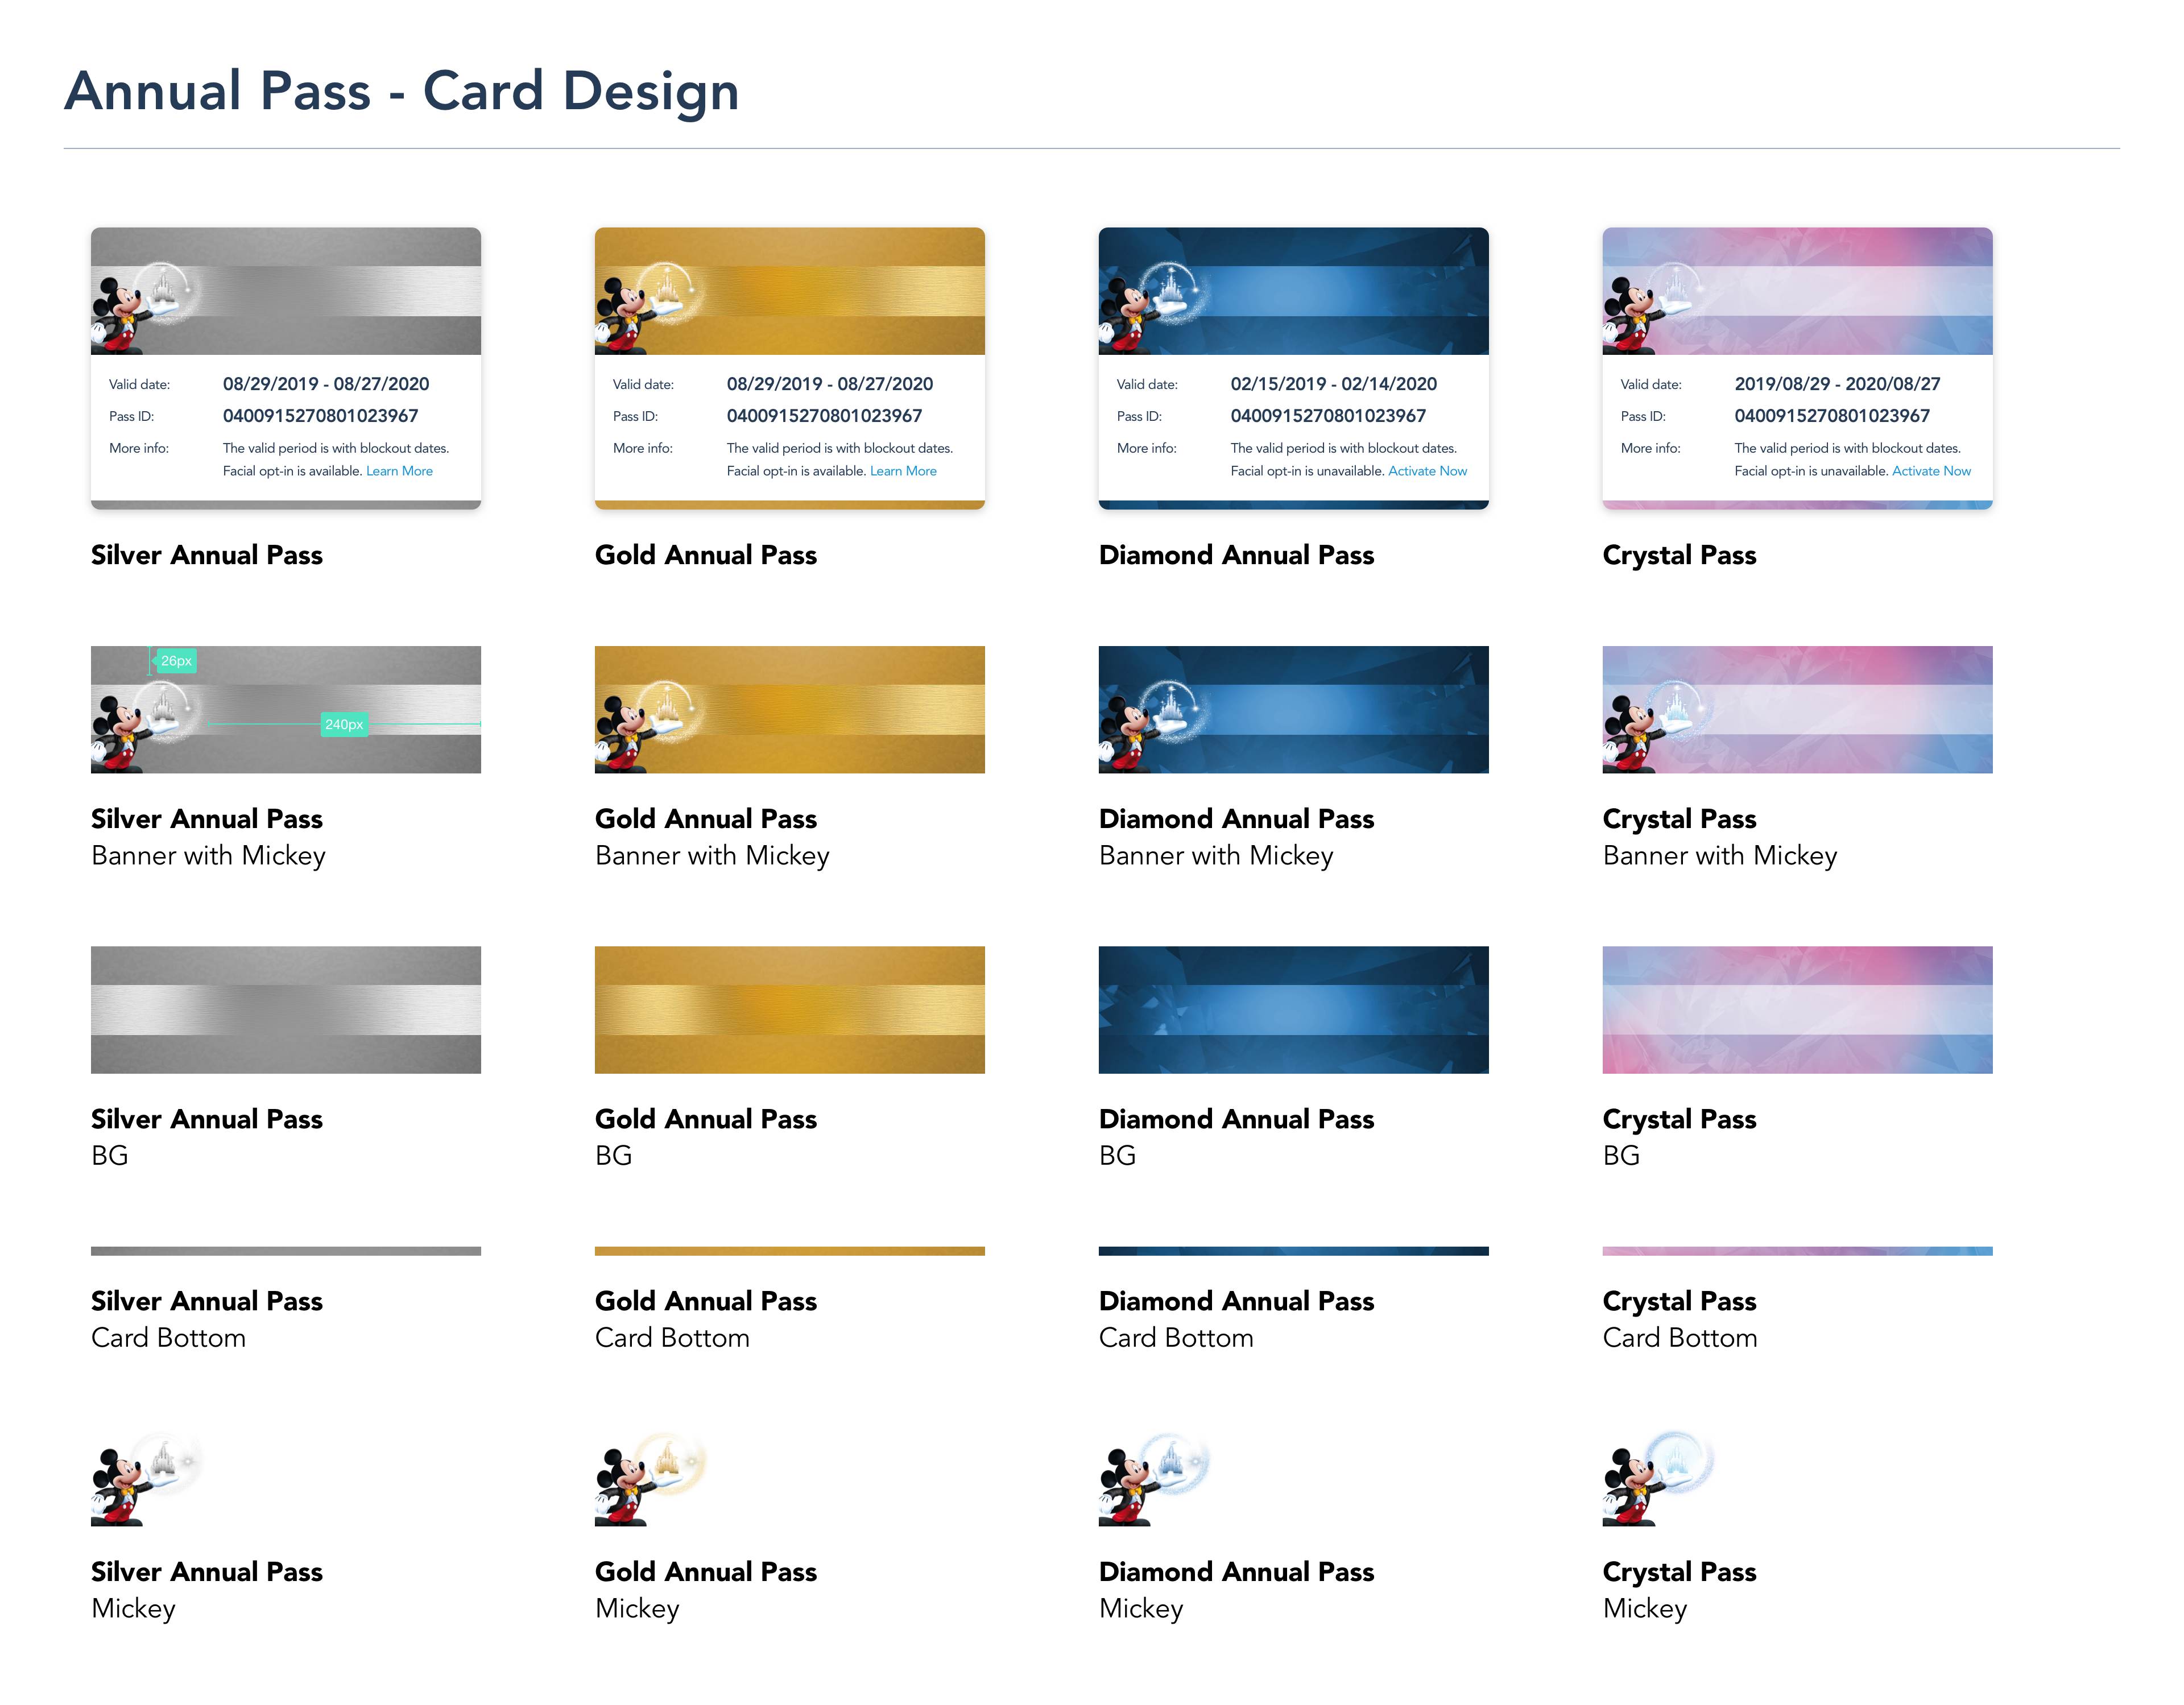 Annual Pass - Card Design
Valid date: 08/29/2019 - 08/27/2020
Pass ID: 0400915270801023967
More info: The valid period is with blockout dates.
Facial opt-in is available. Learn More
Silver Annual Pass
Valid date: 08/29/2019 - 08/27/2020
Pass ID: 0400915270801023967
More info: The valid period is with blockout dates.
Facial opt-in is available. Learn More
Gold Annual Pass
Valid date: 02/15/2019 - 02/14/2020
Pass ID: 0400915270801023967
More info: The valid period is with blockout dates.
Facial opt-in is unavailable. Activate Now
Diamond Annual Pass
Valid date: 2019/08/29 - 2020/08/27
Pass ID: 0400915270801023967
More info: The valid period is with blockout dates.
Facial opt-in is unavailable. Activate Now
Crystal Pass
26px
240px
Silver Annual Pass
Banner with Mickey
Gold Annual Pass
Banner with Mickey
Diamond Annual Pass
Banner with Mickey
Crystal Pass
Banner with Mickey
Silver Annual Pass
BG
Gold Annual Pass
BG
Diamond Annual Pass
BG
Crystal Pass
BG
Silver Annual Pass
Card Bottom
Gold Annual Pass
Card Bottom
Diamond Annual Pass
Card Bottom
Crystal Pass
Card Bottom
Silver Annual Pass
Mickey
Gold Annual Pass
Mickey
Diamond Annual Pass
Mickey
Crystal Pass
Mickey